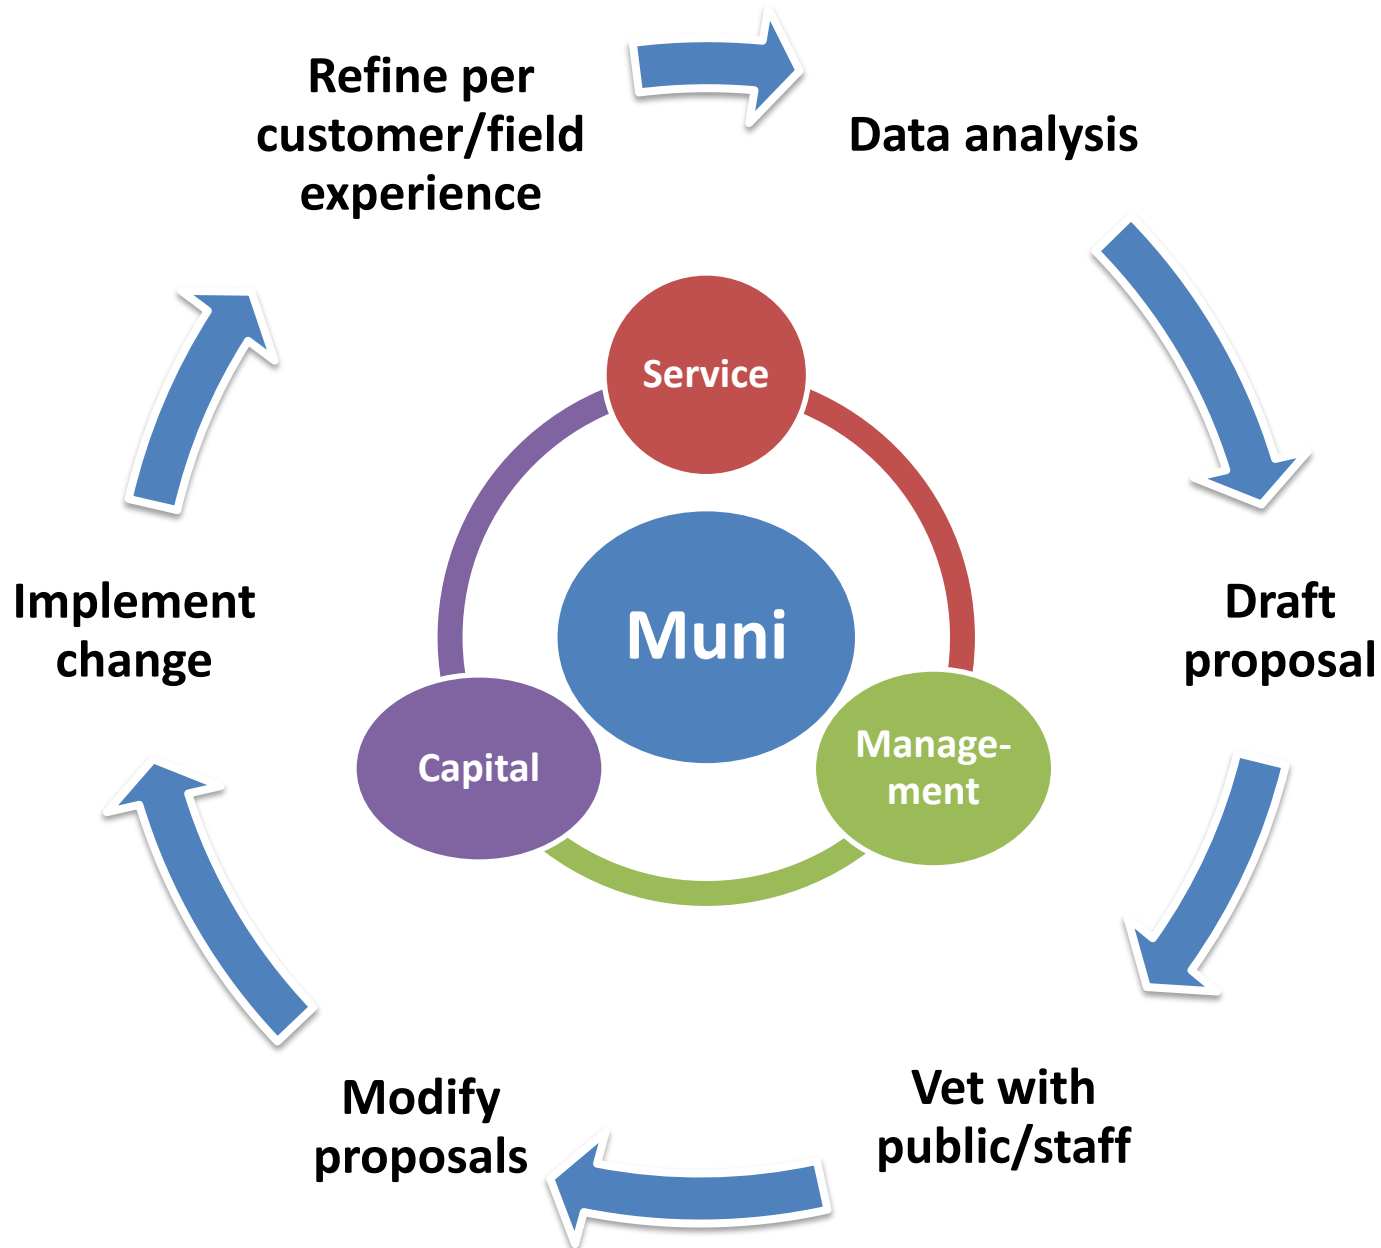 Refine per
customer/field
experience
Data analysis
Service
Muni
Implement
change
Draft
proposal
Capital
Manage-
ment
Modify
proposals
Vet with
public/staff